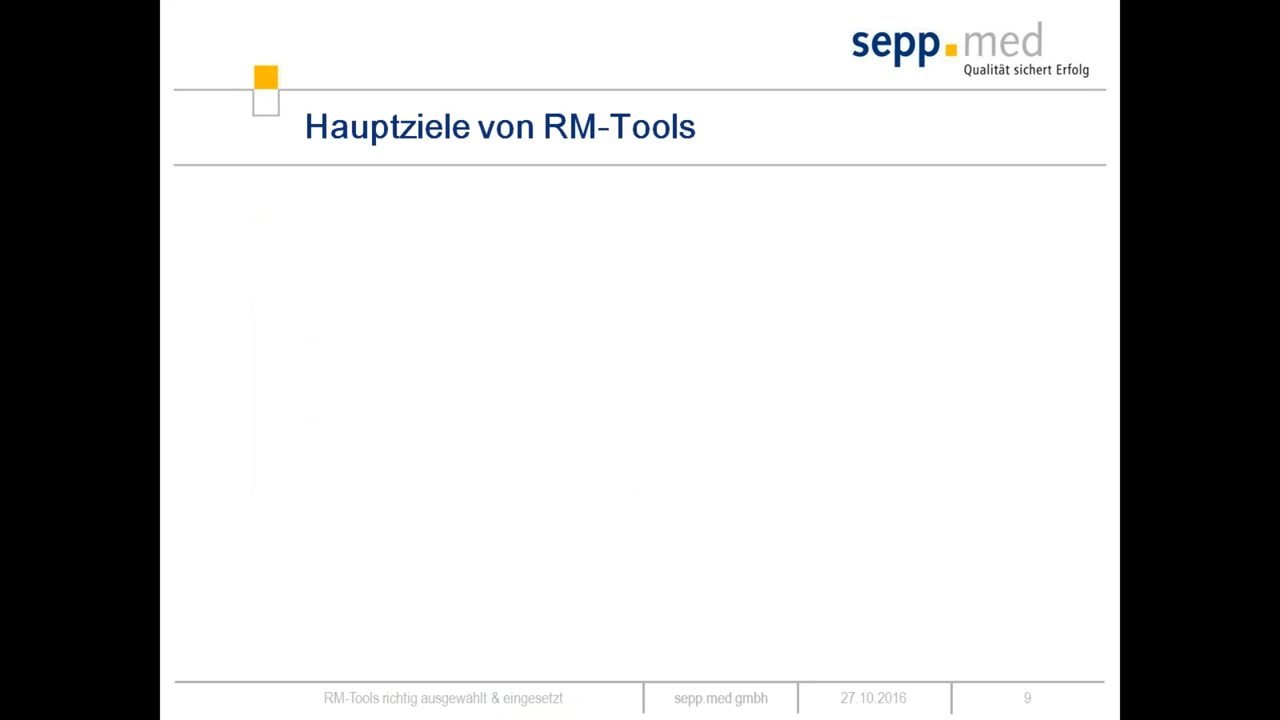 sepp.med
Qualität sichert Erfolg
Hauptziele von RM-Tools
RM-Tools richtig ausgewählt & eingesetzt
sepp.med gmbh
27.10.2016
9